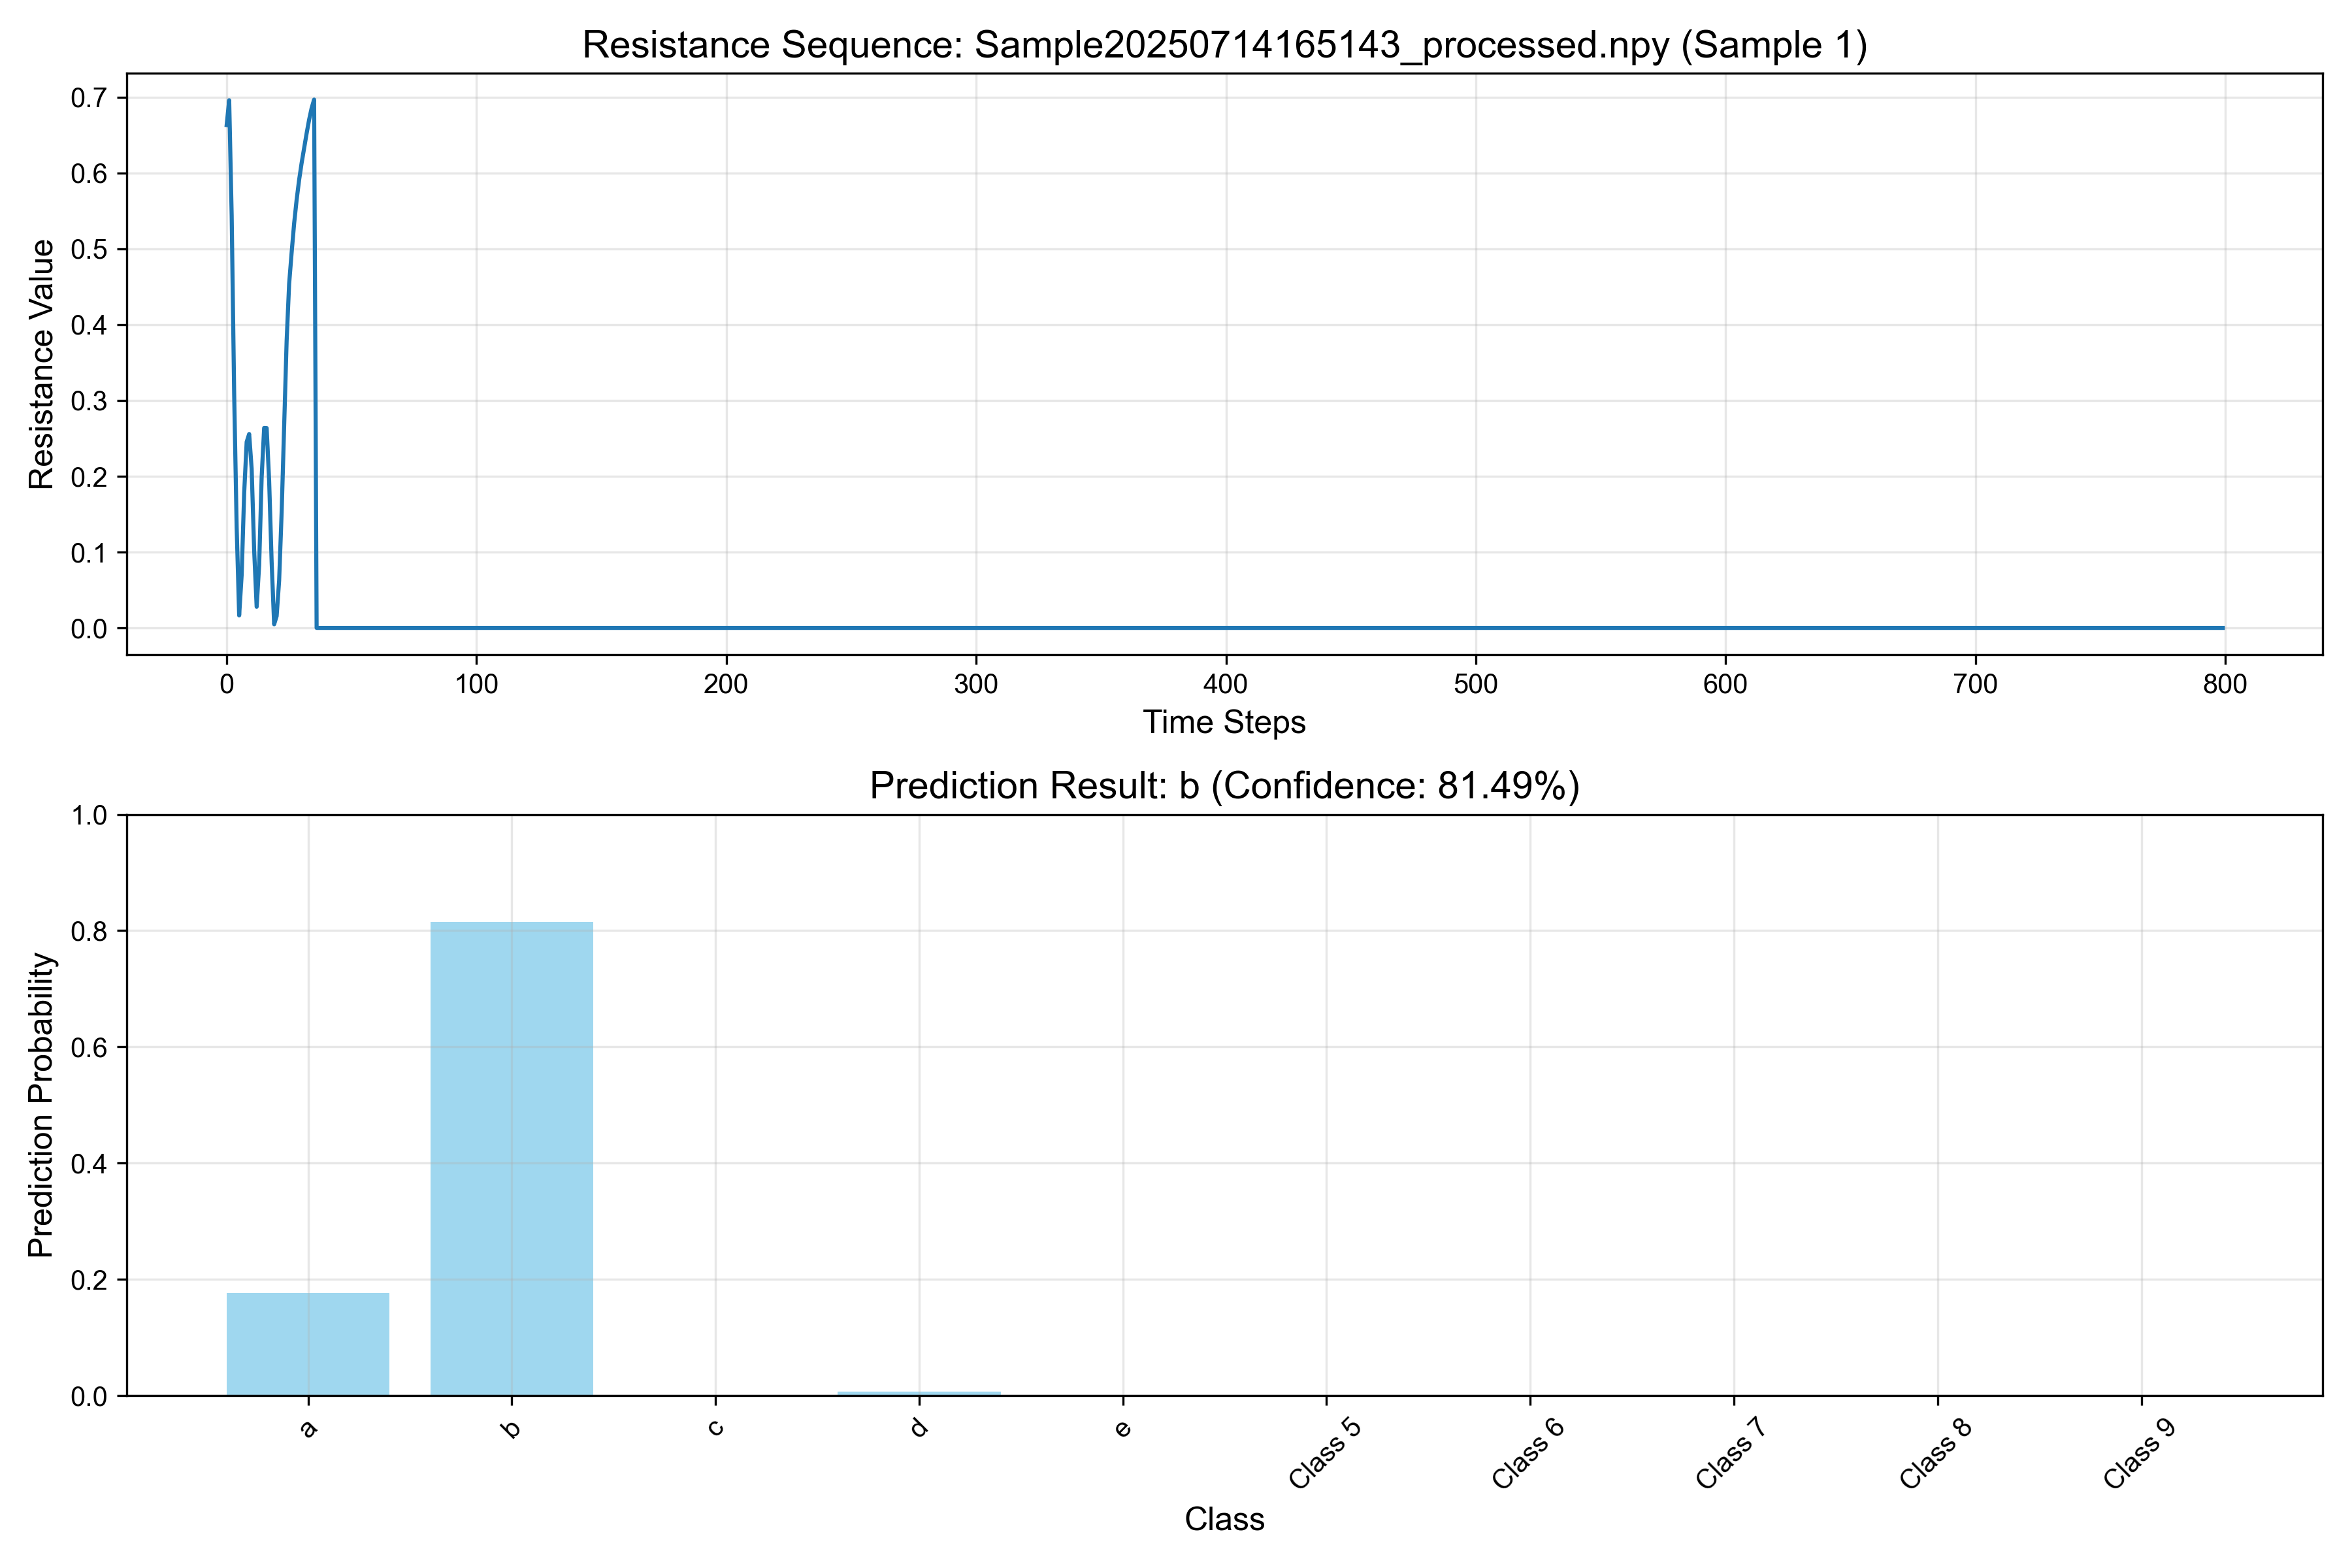 Resistance Sequence: Sample20250714165143_processed.npy (Sample 1)
Resistance Value
0.7
0.6
0.5
0.4
0.3
0.2
0.1
0.0
0 100 200 300 400 500 600 700 800
Time Steps
Prediction Result: b (Confidence: 81.49%)
Prediction Probability
1.0
0.8
0.6
0.4
0.2
0.0
a b c d e Class 5 Class 6 Class 7 Class 8 Class 9
Class